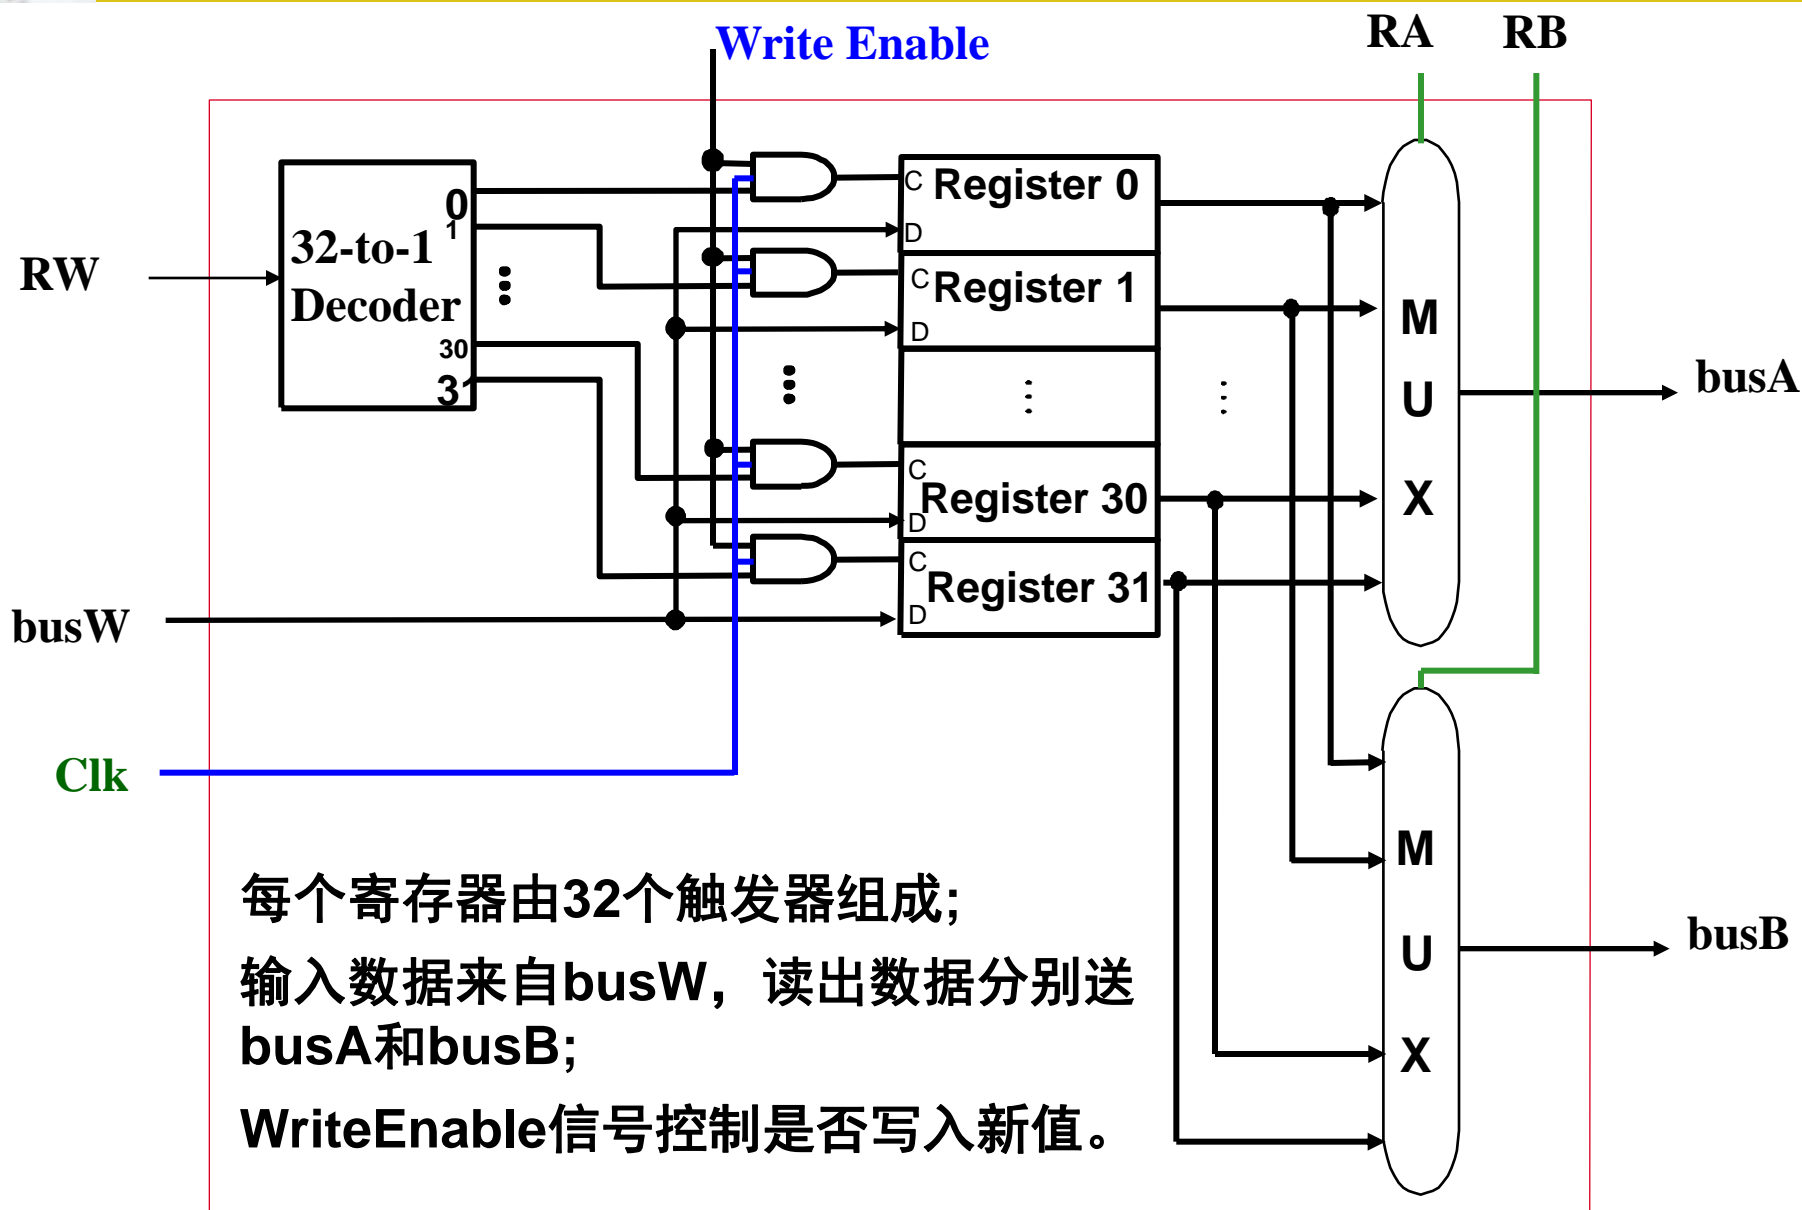 Write Enable
RA RB
RW
32-to-1
Decoder
0
1
30
31
C Register 0
D
C Register 1
D
C
Register 30
D
C
Register 31
D
M
U
X
busA
busW
Clk
M
U
X
busB
每个寄存器由32个触发器组成;
输入数据来自busW，读出数据分别送
busA和busB;
WriteEnable信号控制是否写入新值。